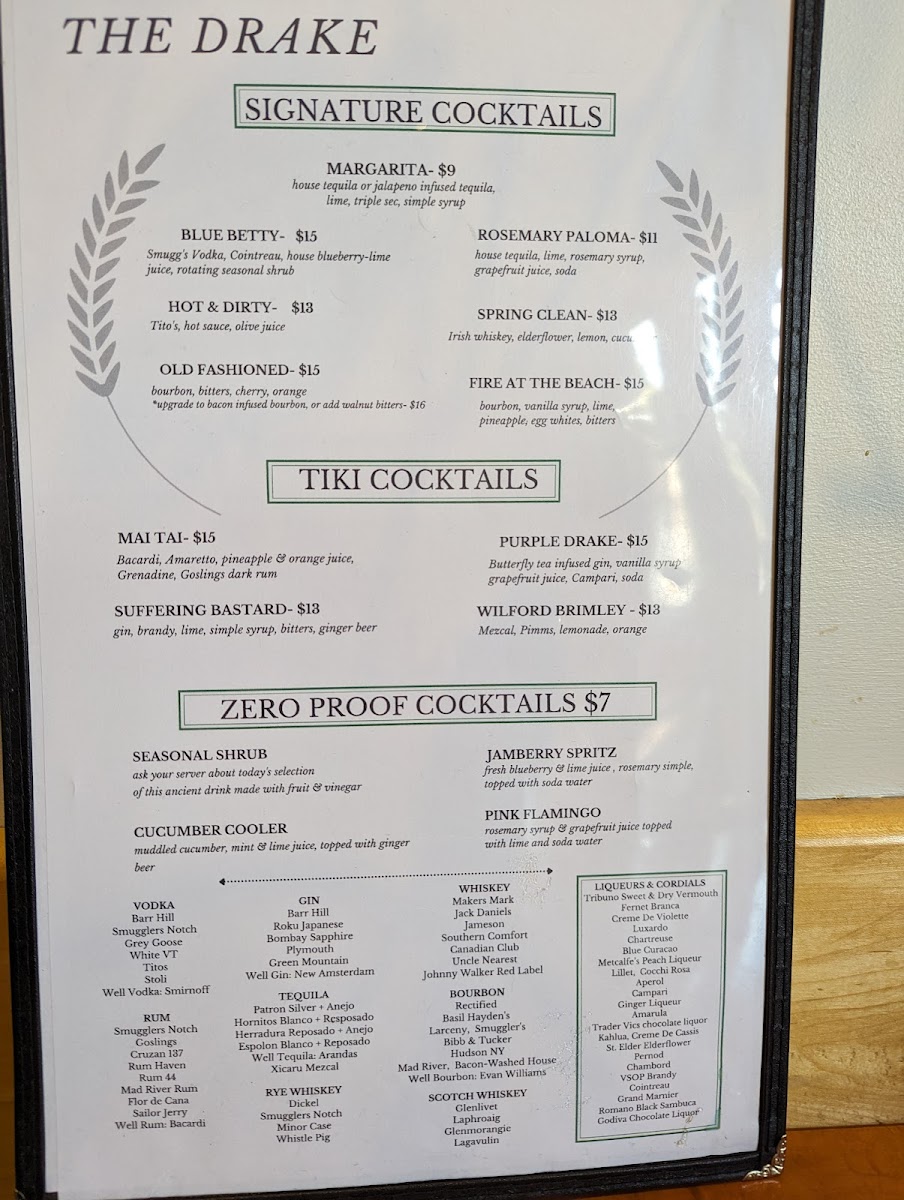 THE DRAKE
SIGNATURE COCKTAILS
MARGARITA- $9
house tequila or jalapeno infused tequila,
lime, triple sec, simple syrup
BLUE BETTY- $15
Smugg's Vodka, Cointreau, house blueberry-lime
juice, rotating seasonal shrub
ROSEMARY PALOMA- $11
house tequila, lime, rosemary syrup,
grapefruit juice, soda
HOT & DIRTY- $13
Tito's, hot sauce, olive juice
SPRING CLEAN- $13
Irish whiskey, elderflower, lemon,
OLD FASHIONED- $15
bourbon, bitters, cherry, orange
*upgrade to bacon infused bourbon, or add walnut bitters- $16
FIRE AT THE BEACH- $15
bourbon, vanilla syrup, lime,
pineapple, egg whites, bitters
TIKI COCKTAILS
MAI TAI- $15
Bacardi, Amaretto, pineapple & orange juice,
Grenadine, Goslings dark rum
PURPLE DRAKE- $15
Butterfly tea infused gin, vanilla syrup
grapefruit juice, Campari, soda
SUFFERING BASTARD- $13
gin, brandy, lime, simple syrup, bitters, ginger beer
WILFORD BRIMLEY - $13
Mezcal, Pimms, lemonade, orange
ZERO PROOF COCKTAILS $7
SEASONAL SHRUB
ask your server about today's selection
of this ancient drink made with fruit & vinegar
JAMBERRY SPRITZ
fresh blueberry & lime juice , rosemary simple,
topped with soda water
CUCUMBER COOLER
muddled cucumber, mint & lime juice, topped with ginger
beer
PINK FLAMINGO
rosemary syrup & grapefruit juice topped
with lime and soda water
VODKA
Barr Hill
Smugglers Notch
Grey Goose
White VT
Titos
Stoli
Well Vodka: Smirnoff
RUM
Smugglers Notch
Goslings
Cruzan 137
Rum Haven
Rum 44
Mad River Rum
Flor de Cana
Sailor Jerry
Well Rum: Bacardi
GIN
Barr Hill
Roku Japanese
Bombay Sapphire
Plymouth
Green Mountain
Well Gin: New Amsterdam
TEQUILA
Patron Silver + Anejo
Hornitos Blanco + Resposado
Herradura Reposado + Anejo
Espolon Blanco + Reposado
Well Tequila: Arandas
Xicaru Mezcal
RYE WHISKEY
Dickel
Smugglers Notch
Minor Case
Whistle Pig
WHISKEY
Makers Mark
Jack Daniels
Jameson
Southern Comfort
Canadian Club
Uncle Nearest
Johnny Walker Red Label
BOURBON
Rectified
Basil Hayden's
Larceny, Smuggler's
Bibb & Tucker
Hudson NY
Mad River, Bacon-Washed House
Well Bourbon: Evan Williams
SCOTCH WHISKEY
Glenlivet
Laphroaig
Glenmorangie
Lagavulin
LIQUEURS & CORDIALS
Tribuno Sweet & Dry Vermouth
Fernet Branca
Creme De Violette
Luxardo
Chartreuse
Blue Curacao
Metcalfe's Peach Liqueur
Lillet, Cocchi Rosa
Aperol
Campari
Ginger Liqueur
Amarula
Trader Vics chocolate liquor
Kahlua, Creme De Cassis
St. Elder Elderflower
Pernod
Chambord
VSOP Brandy
Cointreau
Grand Marnier
Romano Black Sambuca
Godiva Chocolate Liquor